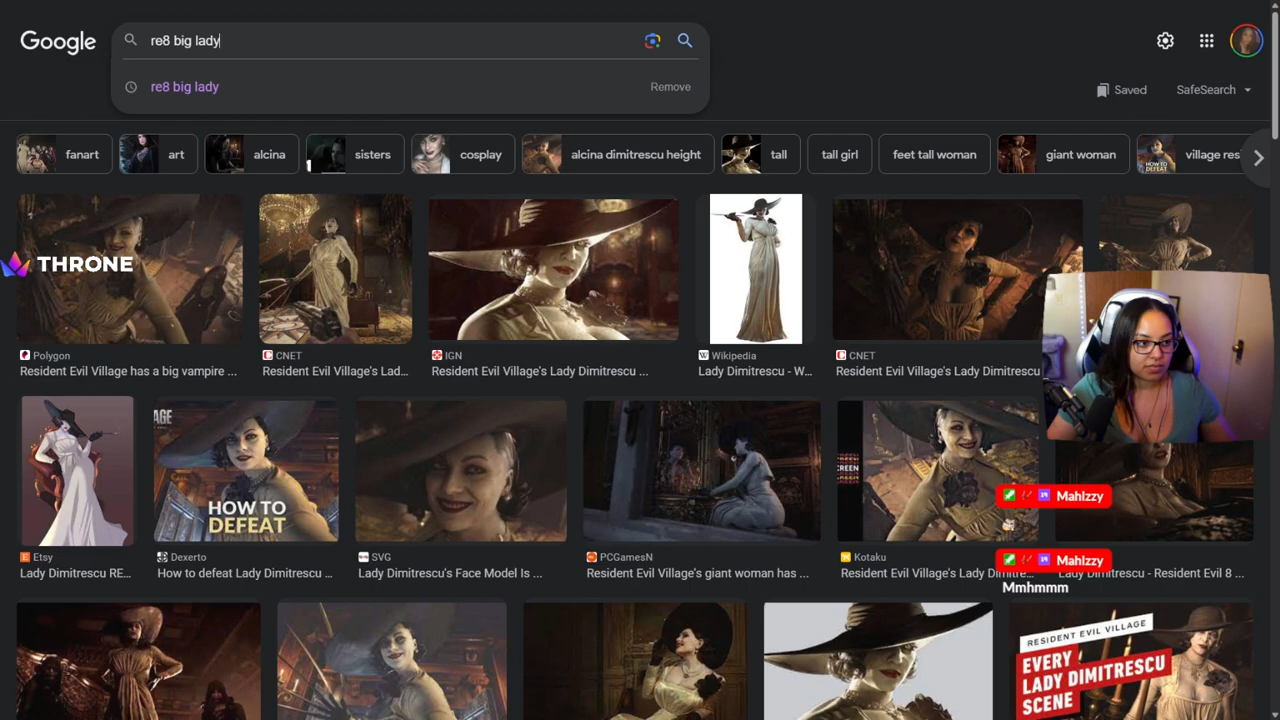 Google
re8 big lady
re8 big lady
Remove
Saved
SafeSearch
fanart
art
alcina
sisters
cosplay
alcina dimitrescu height
tall
tall girl
feet tall woman
giant woman
HOW TO
DEFEAT
village res
THRONE
Polygon
Resident Evil Village has a big vampire ...
CNET
Resident Evil Village's Lad...
IGN
Resident Evil Village's Lady Dimitrescu ...
Wikipedia
Lady Dimitrescu - W...
CNET
Resident Evil Village's Lady Dimitrescu
AGE
HOW TO
DEFEAT
CREEN
Mahlzzy
Etsy
Lady Dimitrescu RE...
Dexerto
How to defeat Lady Dimitrescu ...
SVG
Lady Dimitrescu's Face Model Is ...
PCGamesN
Resident Evil's giant woman has ...
Kotaku
Resident Evil Village's Lady Dimitre...
Lady Dimitrescu - Resident Evil 8 ...
Mahlzzy
Mmhmmm
RESIDENT EVIL VILLAGE
EVERY
LADY DIMITRESCU
SCENE